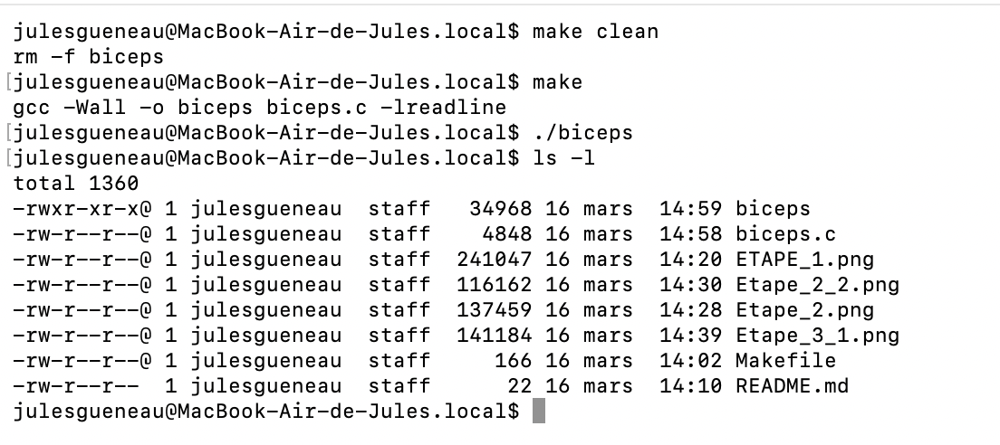 julesgueneau@MacBook-Air-de-Jules.local$ make clean
rm -f biceps
[julesgueneau@MacBook-Air-de-Jules.local$ make
gcc -Wall -o biceps biceps.c -lreadline
[julesgueneau@MacBook-Air-de-Jules.local$ ./biceps
[julesgueneau@MacBook-Air-de-Jules.local$ ls -l
total 1360
-rwxr-xr-x@ 1 julesgueneau  staff   34968 16 mars  14:59 biceps
-rw-r--r--@ 1 julesgueneau  staff    4848 16 mars  14:58 biceps.c
-rw-r--r--@ 1 julesgueneau  staff  241047 16 mars  14:20 ETAPE_1.png
-rw-r--r--@ 1 julesgueneau  staff  116162 16 mars  14:30 Etape_2_2.png
-rw-r--r--@ 1 julesgueneau  staff  137459 16 mars  14:28 Etape_2.png
-rw-r--r--@ 1 julesgueneau  staff  141184 16 mars  14:39 Etape_3_1.png
-rw-r--r--@ 1 julesgueneau  staff     166 16 mars  14:02 Makefile
-rw-r--r--  1 julesgueneau  staff      22 16 mars  14:10 README.md
julesgueneau@MacBook-Air-de-Jules.local$